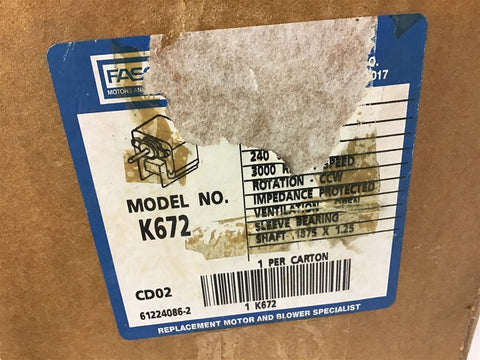 FAS
MOTORS AN
O.
017
240
3000 R SPEED
ROTATION - CCW
IMPEDANCE PROTECTED
SLEEVE BEARING
SHAFT .1875 X 1.25
MODEL NO.
K672
1 PER CARTON
CD02
61224086-2
1 K672
REPLACEMENT MOTOR AND BLOWER SPECIALIST